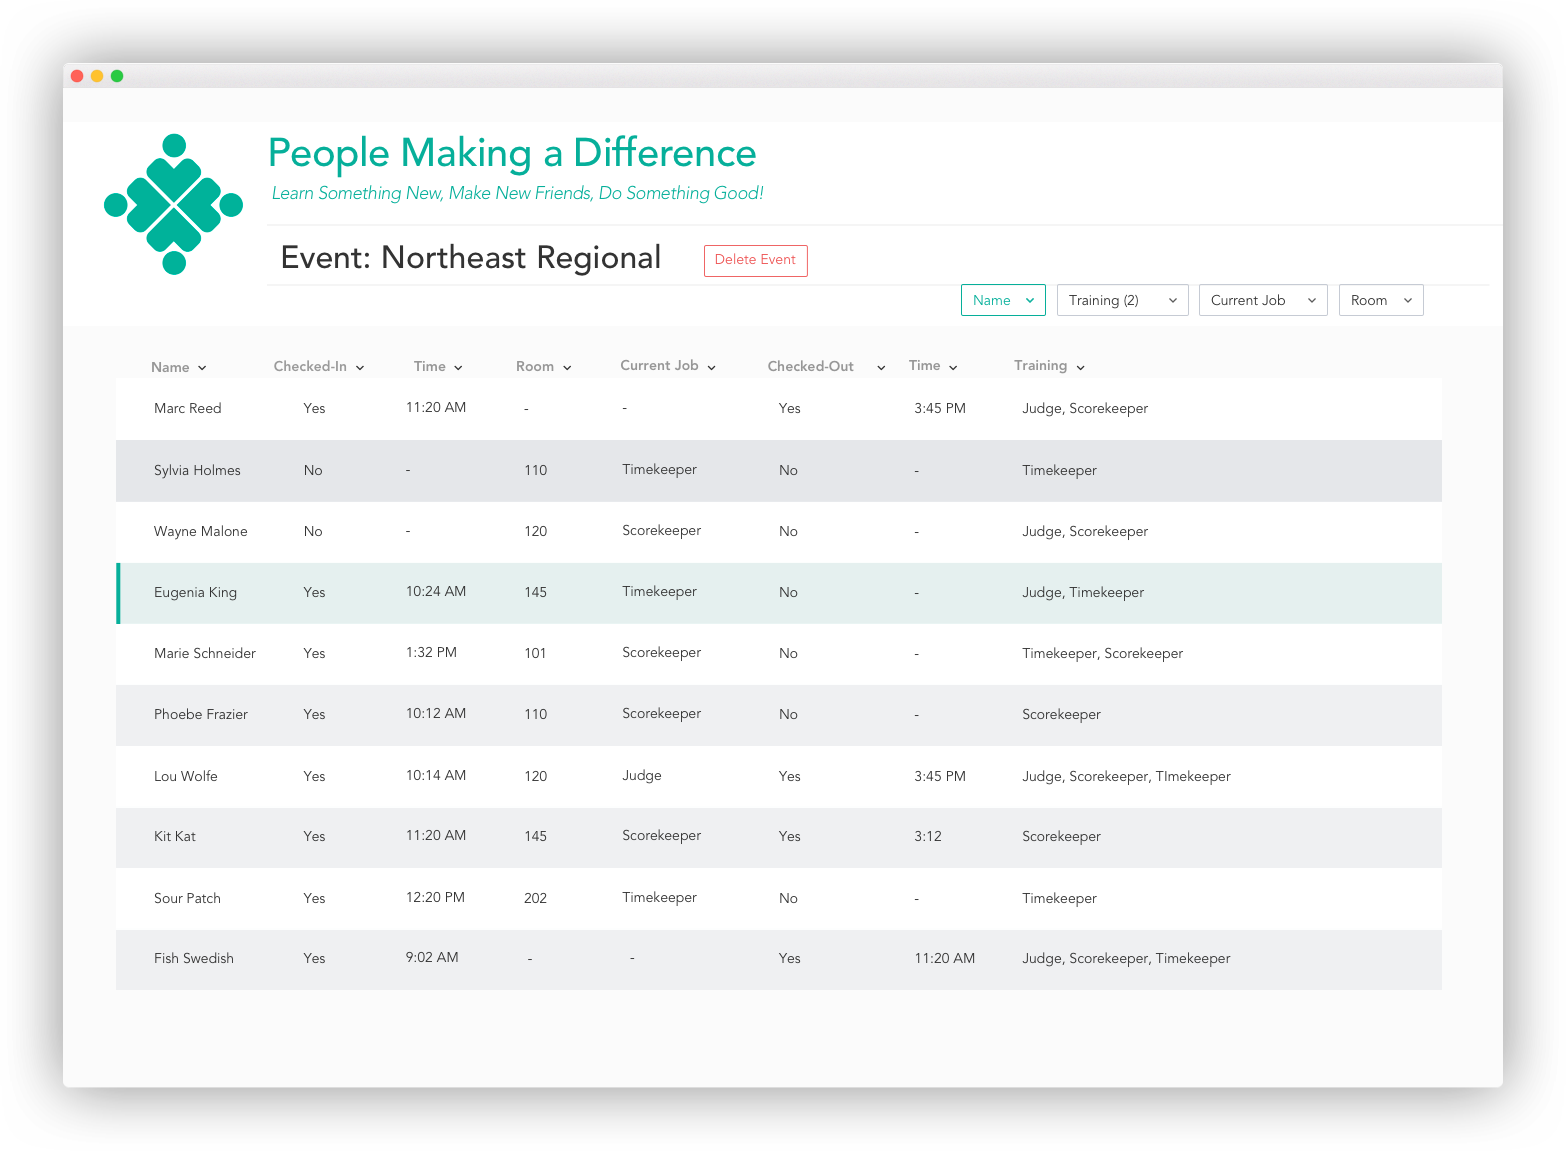 People Making a Difference
Learn Something New, Make New Friends, Do Something Good!
Event: Northeast Regional Delete Event
Name Training (2) Current Job Room
Name Checked-In Time Room Current Job Checked-Out Time Training
Marc Reed Yes 11:20 AM - - Yes 3:45 PM Judge, Scorekeeper
Sylvia Holmes No - 110 Timekeeper No - Timekeeper
Wayne Malone No - 120 Scorekeeper No - Judge, Scorekeeper
Eugenia King Yes 10:24 AM 145 Timekeeper No - Judge, Timekeeper
Marie Schneider Yes 1:32 PM 101 Scorekeeper No - Timekeeper, Scorekeeper
Phoebe Frazier Yes 10:12 AM 110 Scorekeeper No - Scorekeeper
Lou Wolfe Yes 10:14 AM 120 Judge Yes 3:45 PM Judge, Scorekeeper, TImekeeper
Kit Kat Yes 11:20 AM 145 Scorekeeper Yes 3:12 Scorekeeper
Sour Patch Yes 12:20 PM 202 Timekeeper No - Timekeeper
Fish Swedish Yes 9:02 AM - - Yes 11:20 AM Judge, Scorekeeper, Timekeeper